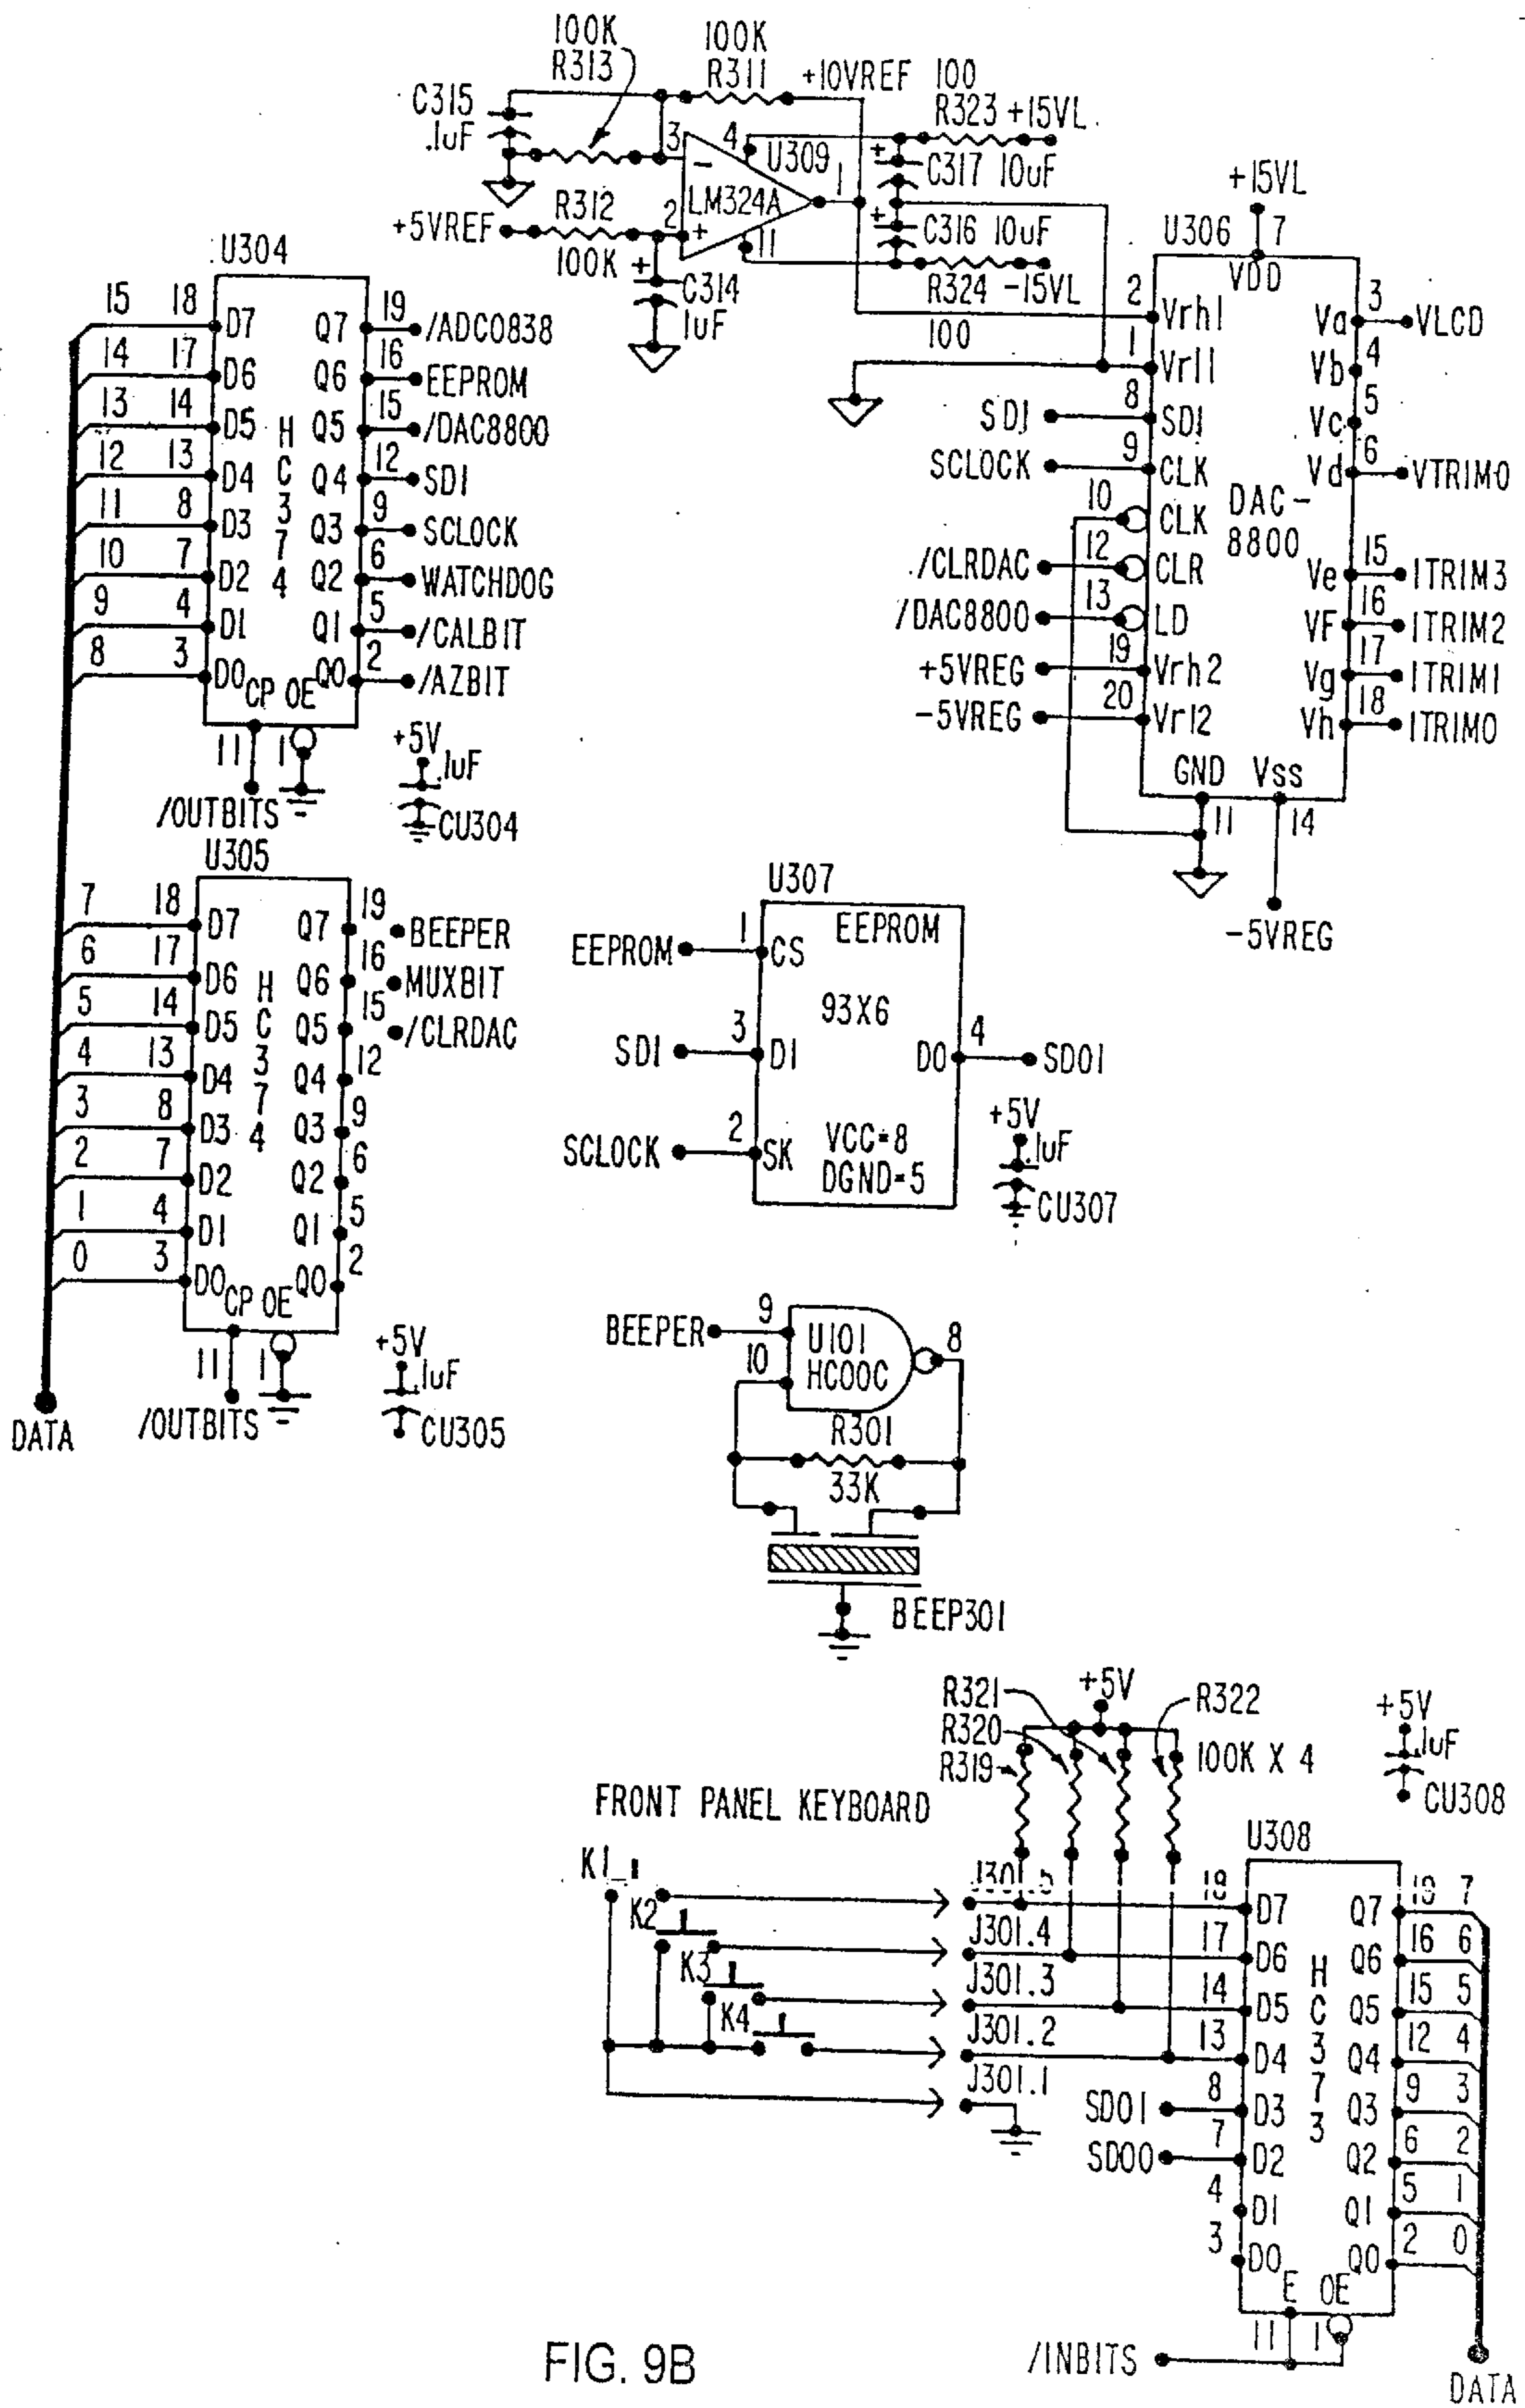 100K
R313
100K
R311
+10VREF
100
R323
+15VL
C315
.1uF
3
4
U309
1
LM324A
2
11
C317 10uF
C316 10uF
+5VREF
R312
100K
C314
1uF
R324 -15VL
100
U304
15 18 D7 Q7 19 /ADC0838
14 17 D6 Q6 16 EEPROM
13 14 D5 Q5 15 /DAC8800
12 13 D4 Q4 12 SDI
11 8 D3 Q3 9 SCLOCK
10 7 D2 Q2 6 WATCHDOG
9 4 D1 Q1 5 /CALBIT
8 3 D0 Q0 2 /AZBIT
HC374
CP OE
11 1
/OUTBITS
+5V
.1uF
CU304
+15VL
U306 7
VDD
2 Vrh1 Va 3 VLCD
1 Vrl1 Vb 4
8 SDI SDI Vc 5
SCLOCK 9 CLK Vd 6 VTRIM0
10 CLK
DAC-
8800
/CLRDAC 12 CLR Ve 15 ITRIM3
/DAC8800 13 LD VF 16 ITRIM2
+5VREG 19 Vrh2 Vg 17 ITRIM1
-5VREG 20 Vrl2 Vh 18 ITRIM0
GND Vss
11 14
-5VREG
U305
7 18 D7 Q7 19 BEEPER
6 17 D6 Q6 16 MUXBIT
5 14 D5 Q5 15 /CLRDAC
4 13 D4 Q4 12
3 8 D3 Q3 9
2 7 D2 Q2 6
1 4 D1 Q1 5
0 3 D0 Q0 2
HC374
CP OE
11 1
/OUTBITS
DATA
+5V
.1uF
CU305
U307
EEPROM
EEPROM 1 CS
93X6
SDI 3 DI
DO 4 SDO1
SCLOCK 2 SK
VCC=8
DGND=5
+5V
.1uF
CU307
BEEPER 9
10
U101
HC00C
8
R301
33K
BEEP301
R321
R320
R319
+5V
R322
100K X 4
+5V
.1uF
CU308
FRONT PANEL KEYBOARD
U308
K1
K2
K3
K4
J301.5 18 D7 Q7 19 7
J301.4 17 D6 Q6 16 6
J301.3 14 D5 Q5 15 5
J301.2 13 D4 Q4 12 4
J301.1
SDO1 8 D3 Q3 9 3
SDO0 7 D2 Q2 6 2
4 D1 Q1 5 1
3 D0 Q0 2 0
HC373
E OE
11 1
/INBITS
DATA
FIG. 9B